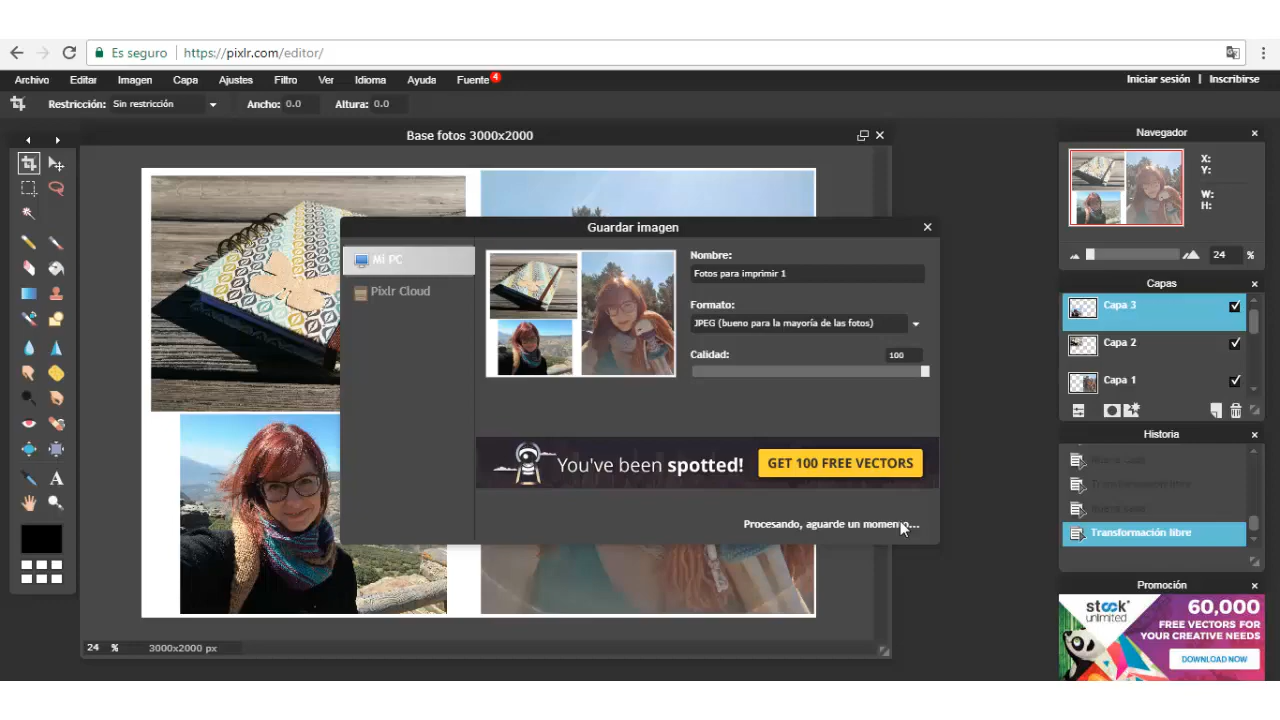 Es seguro https://pixlr.com/editor/
Archivo Editar Imagen Capa Ajustes Filtro Ver Idioma Ayuda Fuente 4 Iniciar sesión | Inscribirse
Restricción: Sin restricción Ancho: 0.0 Altura: 0.0
Base fotos 3000x2000
Guardar imagen
Mi PC
Pixlr Cloud
Nombre:
Fotos para imprimir 1
Formato:
JPEG (bueno para la mayoría de las fotos)
Calidad: 100
You've been spotted! GET 100 FREE VECTORS
Procesando, aguarde un momento...
24 % 3000x2000 px
Navegador
X:
Y:
W:
H:
24 %
Capas
Capa 3
Capa 2
Capa 1
Historia
Transformación libre
Transformación libre
Promoción
stock unlimited
60,000
FREE VECTORS FOR
YOUR CREATIVE NEEDS
DOWNLOAD NOW